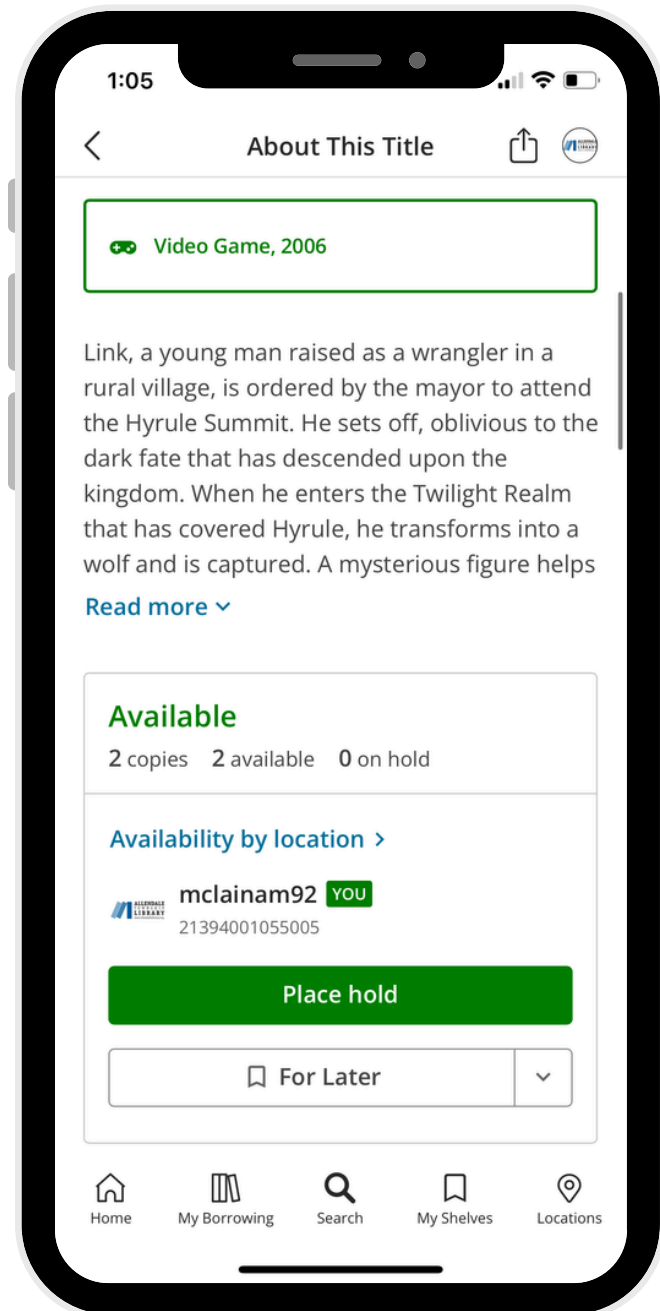 1:05
About This Title
Video Game, 2006
Link, a young man raised as a wrangler in a
rural village, is ordered by the mayor to attend
the Hyrule Summit. He sets off, oblivious to the
dark fate that has descended upon the
kingdom. When he enters the Twilight Realm
that has covered Hyrule, he transforms into a
wolf and is captured. A mysterious figure helps
Read more
Available
2 copies 2 available 0 on hold
Availability by location
ALLENDALE
TOWNSHIP
LIBRARY
mclainam92 YOU
21394001055005
Place hold
For Later
Home My Borrowing Search My Shelves Locations